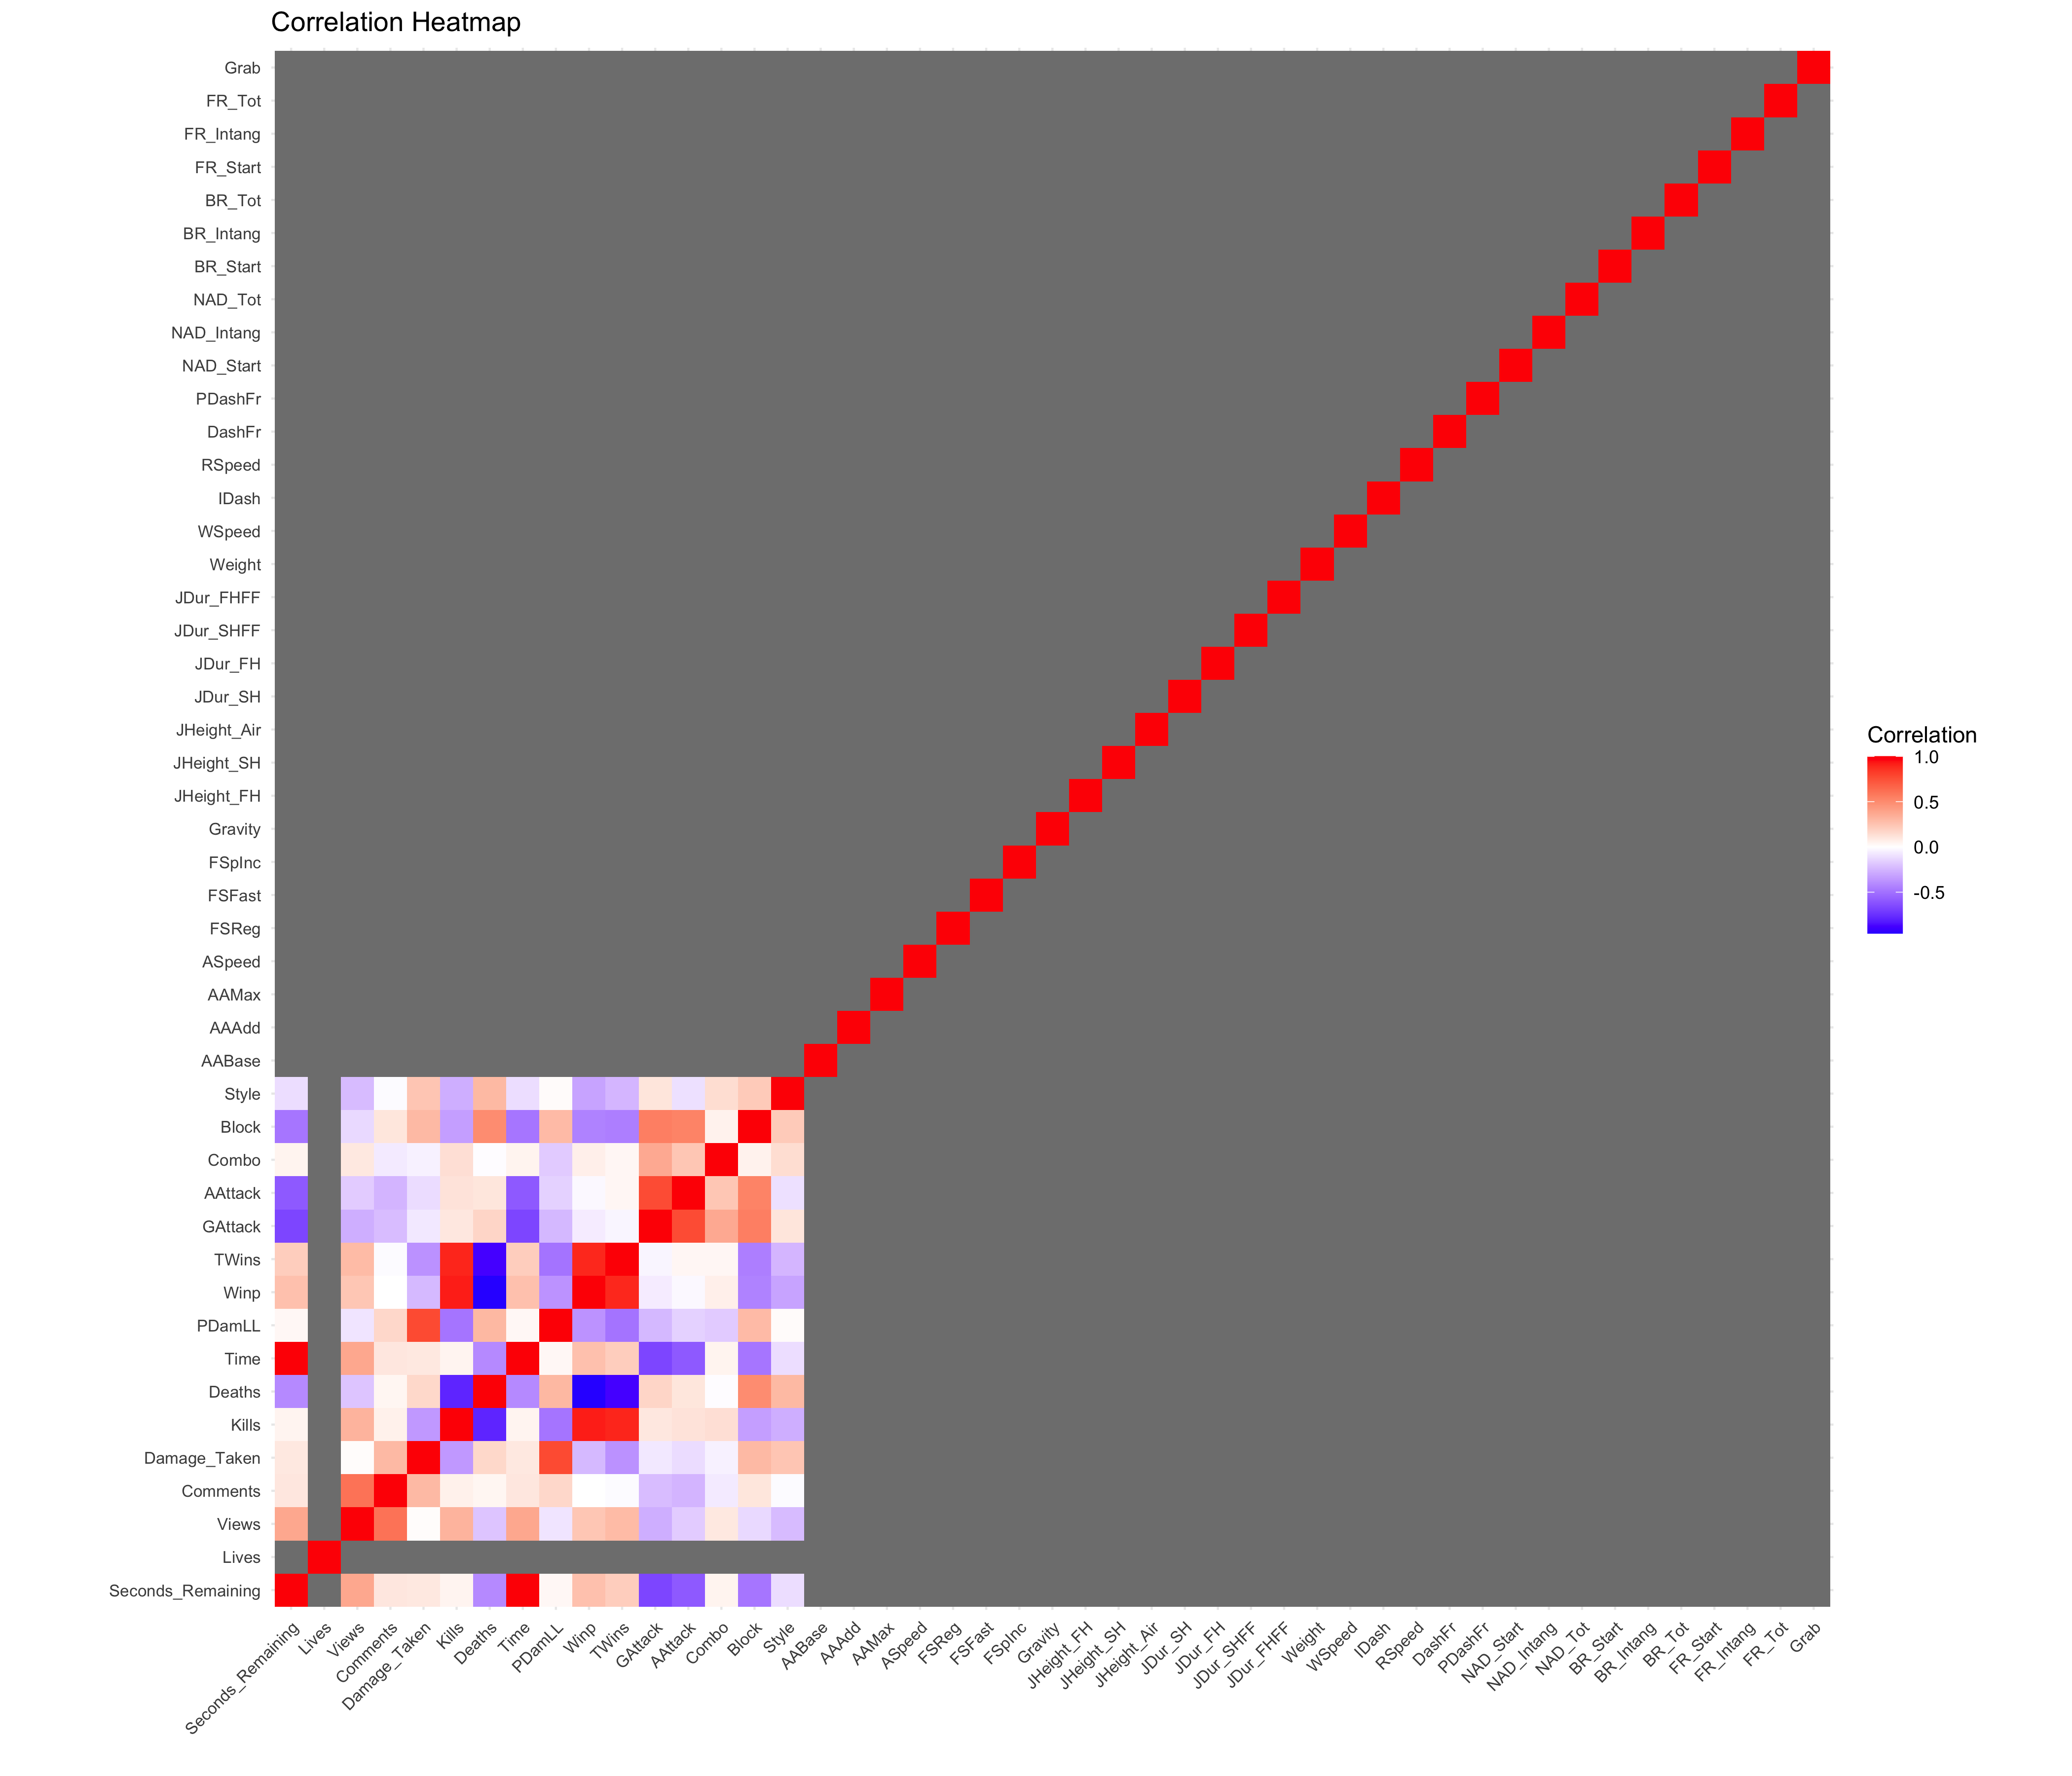 Correlation Heatmap
Grab
FR_Tot
FR_Intang
FR_Start
BR_Tot
BR_Intang
BR_Start
NAD_Tot
NAD_Intang
NAD_Start
PDashFr
DashFr
RSpeed
IDash
WSpeed
Weight
JDur_FHFF
JDur_SHFF
JDur_FH
JDur_SH
JHeight_Air
JHeight_SH
JHeight_FH
Gravity
FSpInc
FSFast
FSReg
ASpeed
AAMax
AAAdd
AABase
Style
Block
Combo
AAttack
GAttack
TWins
Winp
PDamLL
Time
Deaths
Kills
Damage_Taken
Comments
Views
Lives
Seconds_Remaining
Seconds_Remaining
Lives
Views
Comments
Damage_Taken
Kills
Deaths
Time
PDamLL
Winp
TWins
GAttack
AAttack
Combo
Block
Style
AABase
AAAdd
AAMax
ASpeed
FSReg
FSFast
FSpInc
Gravity
JHeight_FH
JHeight_SH
JHeight_Air
JDur_SH
JDur_FH
JDur_SHFF
JDur_FHFF
Weight
WSpeed
IDash
RSpeed
DashFr
PDashFr
NAD_Start
NAD_Intang
NAD_Tot
BR_Start
BR_Intang
BR_Tot
FR_Start
FR_Intang
FR_Tot
Grab
Correlation
1.0
0.5
0.0
-0.5